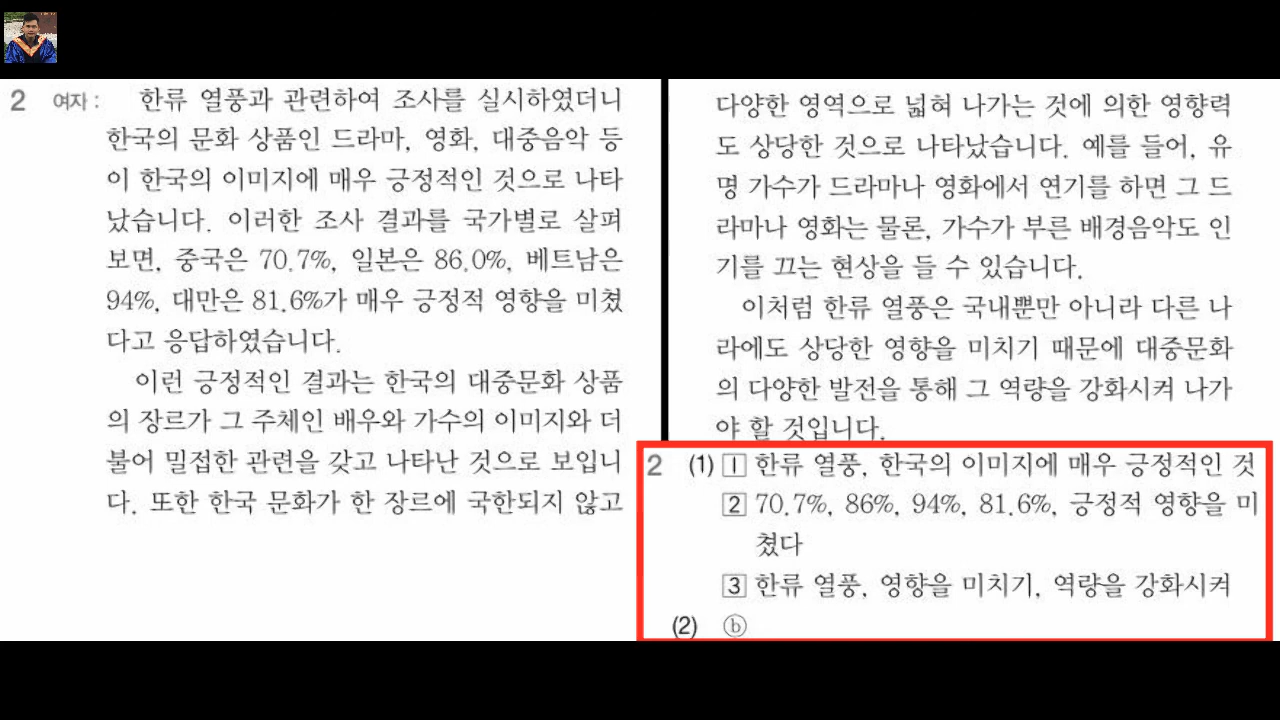 2 여자 : 한류 열풍과 관련하여 조사를 실시하였더니
한국의 문화 상품인 드라마, 영화, 대중음악 등
이 한국의 이미지에 매우 긍정적인 것으로 나타
났습니다. 이러한 조사 결과를 국가별로 살펴
보면, 중국은 70.7%, 일본은 86.0%, 베트남은
94%, 대만은 81.6%가 매우 긍정적 영향을 미쳤
다고 응답하였습니다.
이런 긍정적인 결과는 한국의 대중문화 상품
의 장르가 그 주체인 배우와 가수의 이미지와 더
불어 밀접한 관련을 갖고 나타난 것으로 보입니
다. 또한 한국 문화가 한 장르에 국한되지 않고
다양한 영역으로 넓혀 나가는 것에 의한 영향력
도 상당한 것으로 나타났습니다. 예를 들어, 유
명 가수가 드라마나 영화에서 연기를 하면 그 드
라마나 영화는 물론, 가수가 부른 배경음악도 인
기를 끄는 현상을 들 수 있습니다.
이처럼 한류 열풍은 국내뿐만 아니라 다른 나
라에도 상당한 영향을 미치기 때문에 대중문화
의 다양한 발전을 통해 그 역량을 강화시켜 나가
야 할 것입니다.
2 (1) 1 한류 열풍, 한국의 이미지에 매우 긍정적인 것
2 70.7%, 86%, 94%, 81.6%, 긍정적 영향을 미
쳤다
3 한류 열풍, 영향을 미치기, 역량을 강화시켜
(2) ⓑ